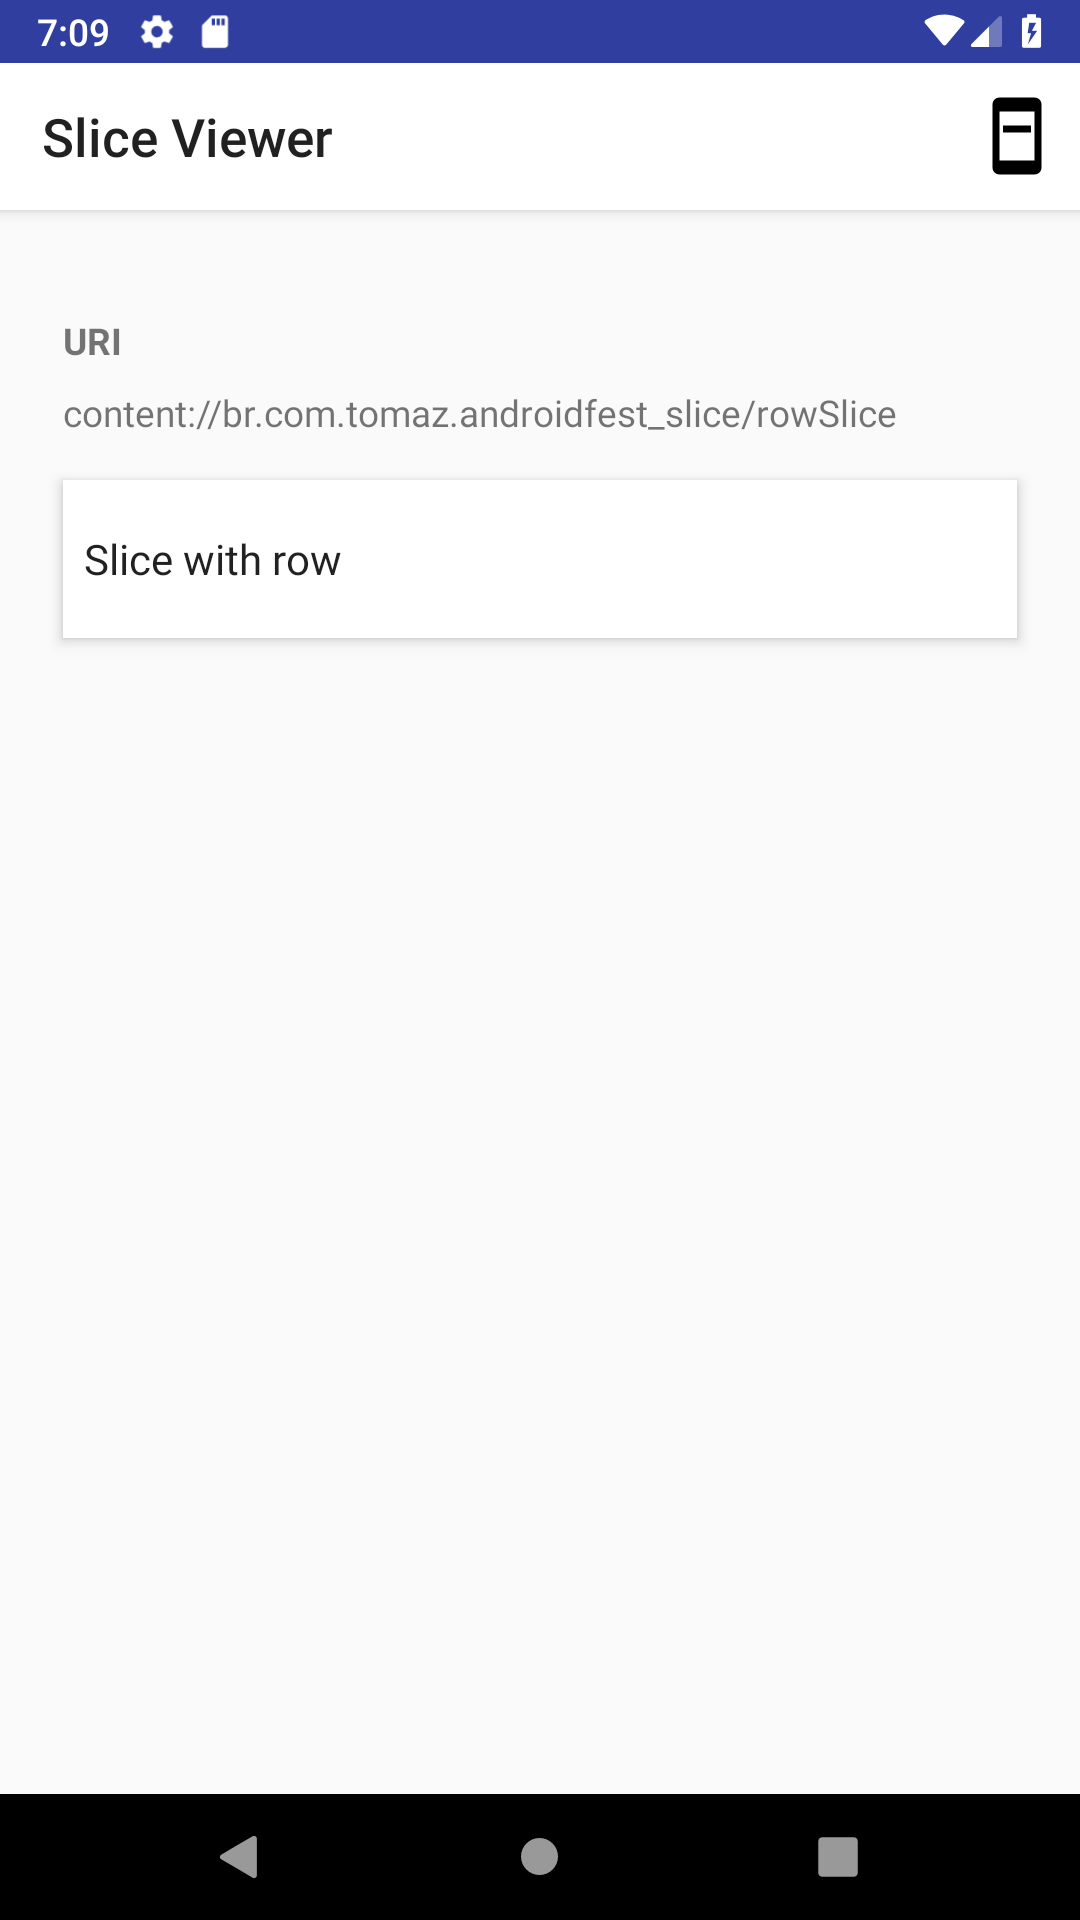 7:09
Slice Viewer
URI
content://br.com.tomaz.androidfest_slice/rowSlice
Slice with row